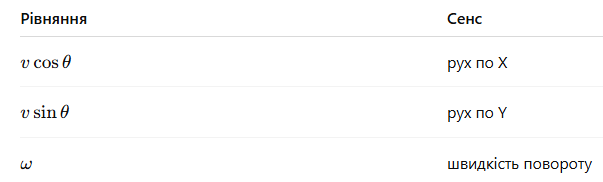 Рівняння Сенс
v cos θ рух по X
v sin θ рух по Y
ω швидкість повороту